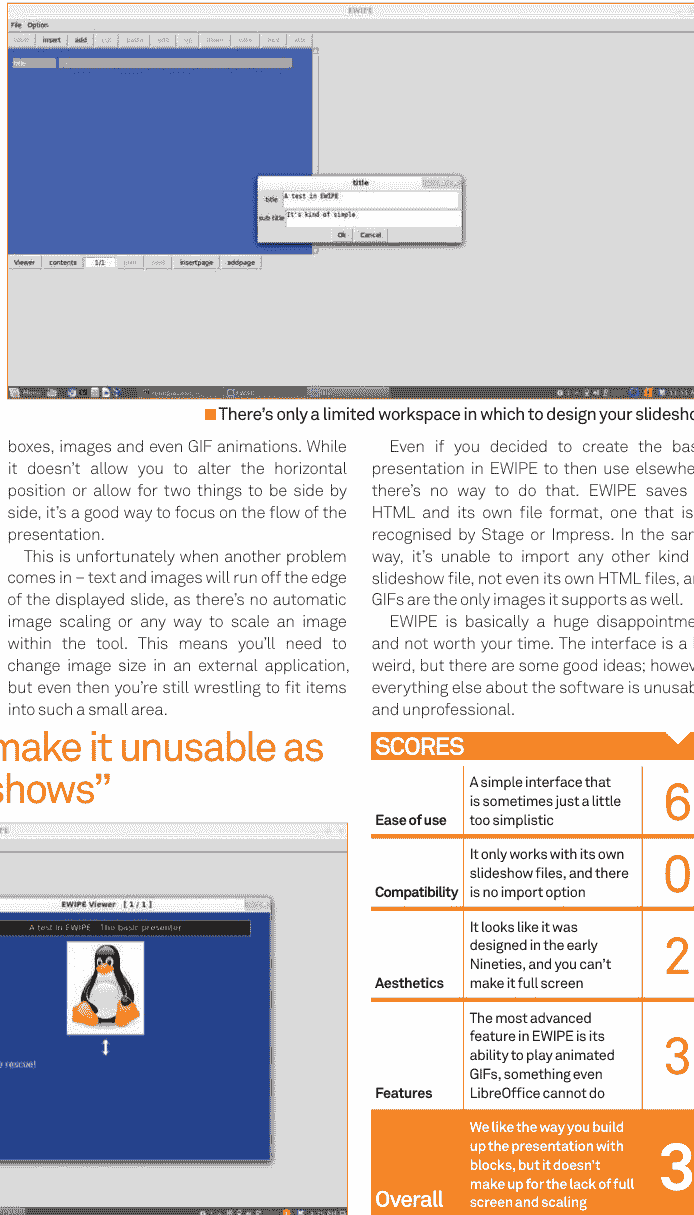 EWIPE
File Option
insert add
title
title
title A test in EWIPE
sub title It's kind of simple
Ok Cancel
Viewer contents 1/1 insertpage addpage
There's only a limited workspace in which to design your slidesho
boxes, images and even GIF animations. While
it doesn't allow you to alter the horizontal
position or allow for two things to be side by
side, it's a good way to focus on the flow of the
presentation.
This is unfortunately when another problem
comes in – text and images will run off the edge
of the displayed slide, as there's no automatic
image scaling or any way to scale an image
within the tool. This means you'll need to
change image size in an external application,
but even then you're still wrestling to fit items
into such a small area.
make it unusable as
shows”
EWIPE Viewer [1/1]
A test in EWIPE The basic presenter
rescue!
Even if you decided to create the bas
presentation in EWIPE to then use elsewhe
there's no way to do that. EWIPE saves
HTML and its own file format, one that is
recognised by Stage or Impress. In the sar
way, it's unable to import any other kind
slideshow file, not even its own HTML files, a
GIFs are the only images it supports as well.
EWIPE is basically a huge disappointme
and not worth your time. The interface is a
weird, but there are some good ideas; howev
everything else about the software is unusab
and unprofessional.
SCORES
Ease of use
A simple interface that
is sometimes just a little
too simplistic
6
Compatibility
It only works with its own
slideshow files, and there
is no import option
0
Aesthetics
It looks like it was
designed in the early
Nineties, and you can't
make it full screen
2
Features
The most advanced
feature in EWIPE is its
ability to play animated
GIFs, something even
LibreOffice cannot do
3
Overall
We like the way you build
up the presentation with
blocks, but it doesn't
make up for the lack of full
screen and scaling
3